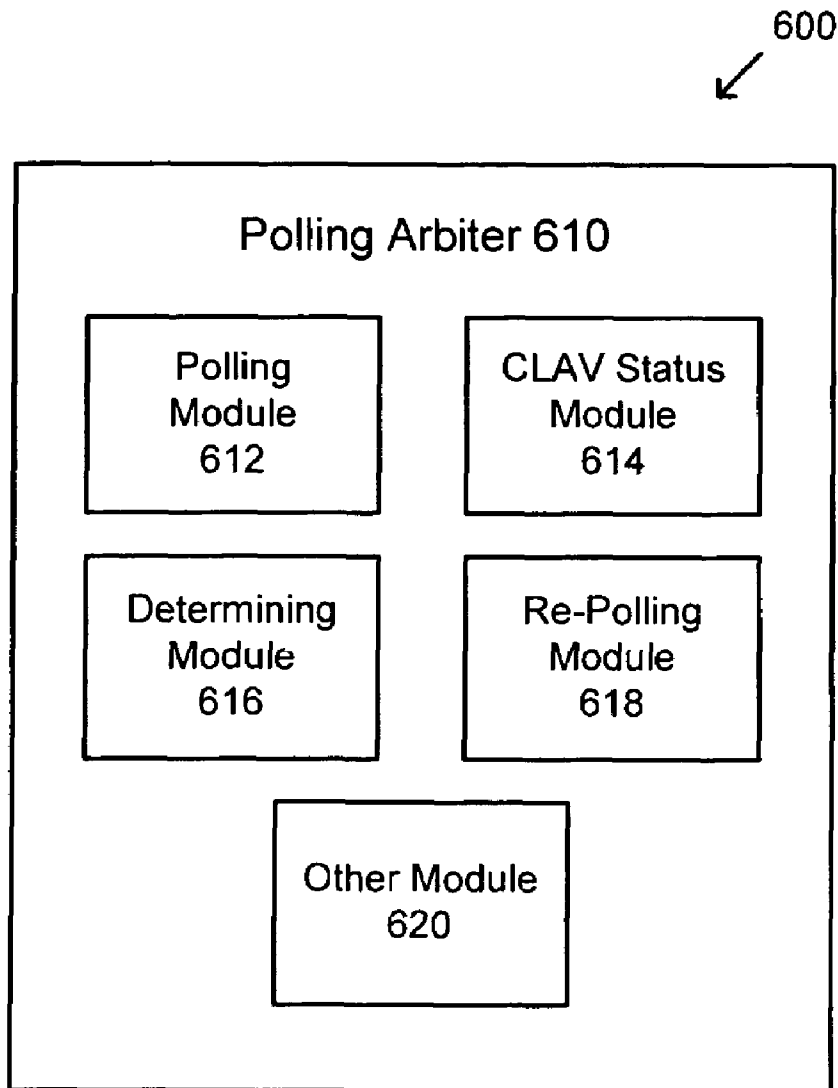 600
Polling Arbiter 610
Polling
Module
612
CLAV Status
Module
614
Determining
Module
616
Re-Polling
Module
618
Other Module
620